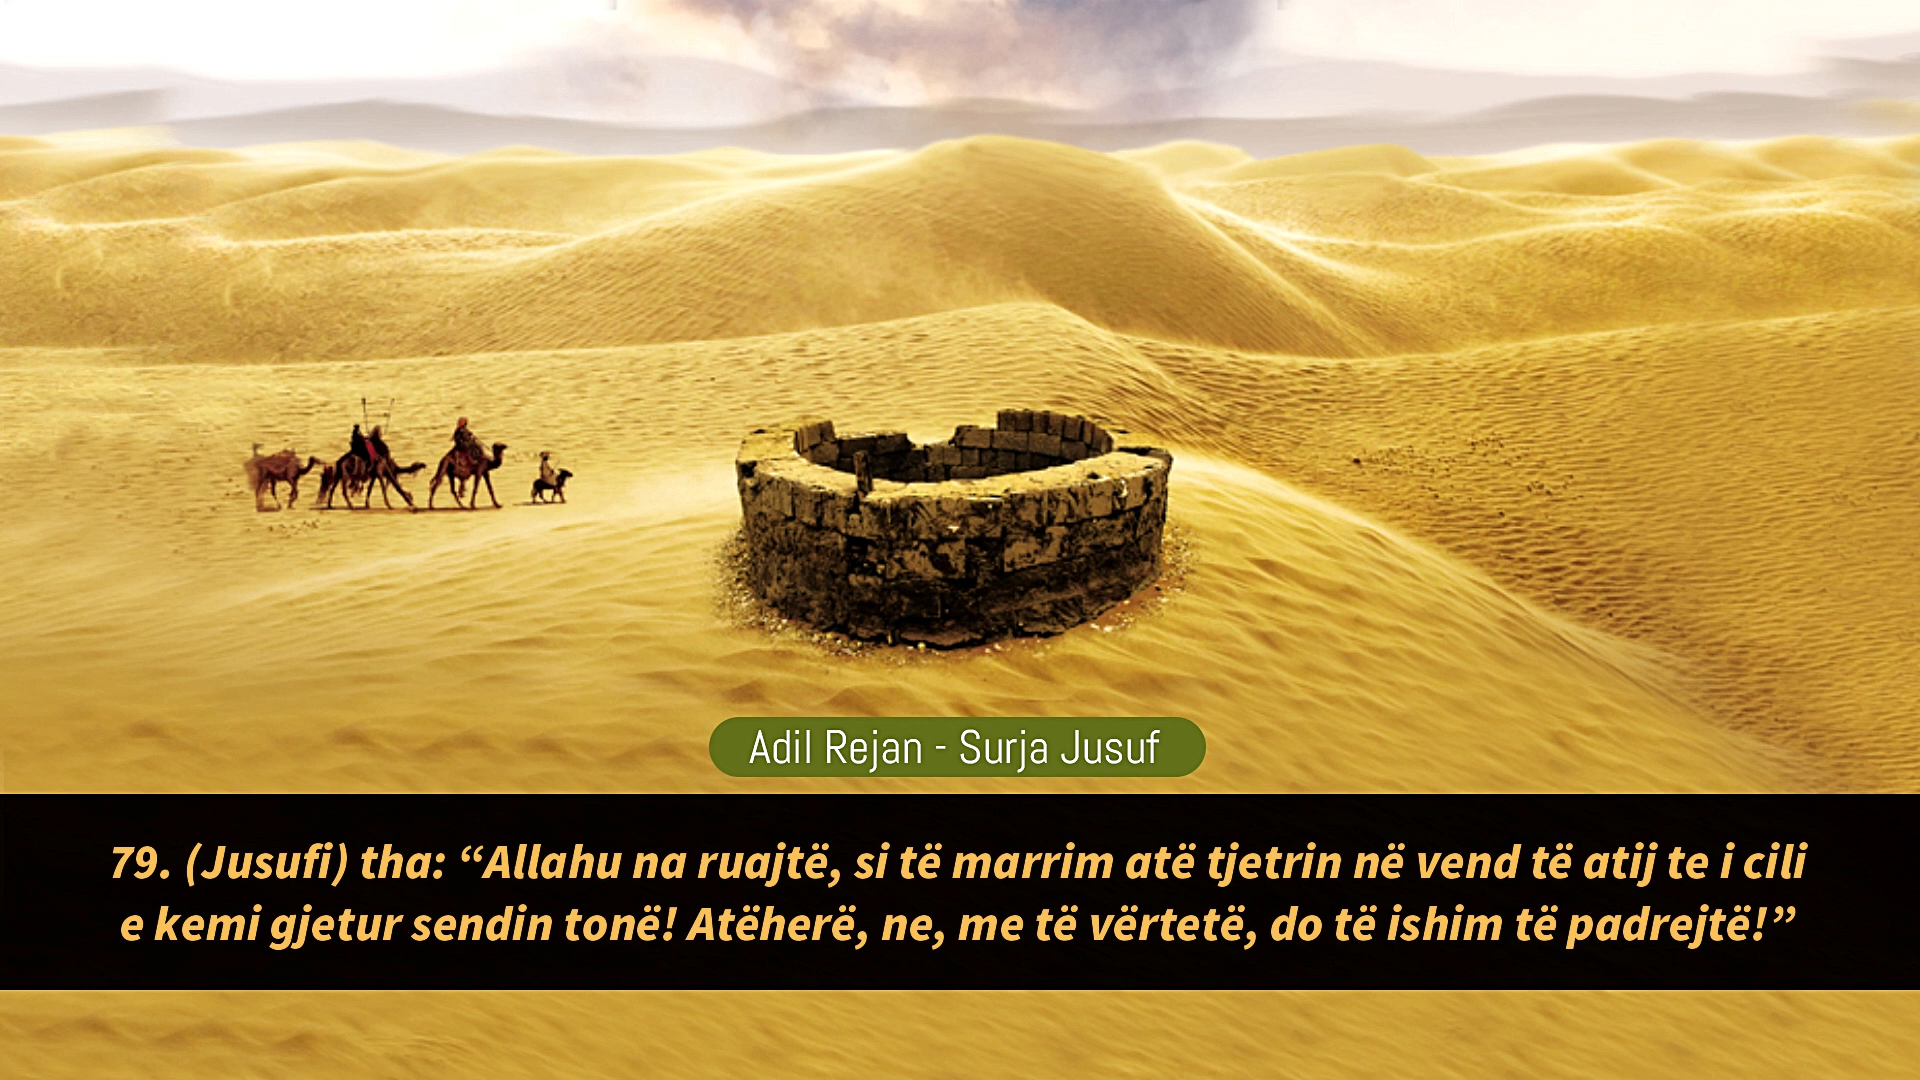 Adil Rejan - Surja Jusuf
79. (Jusufi) tha: “Allahu na ruajtë, si të marrim atë tjetrin në vend të atij te i cili
e kemi gjetur sendin tonë! Atëherë, ne, me të vërtetë, do të ishim të padrejtë!”